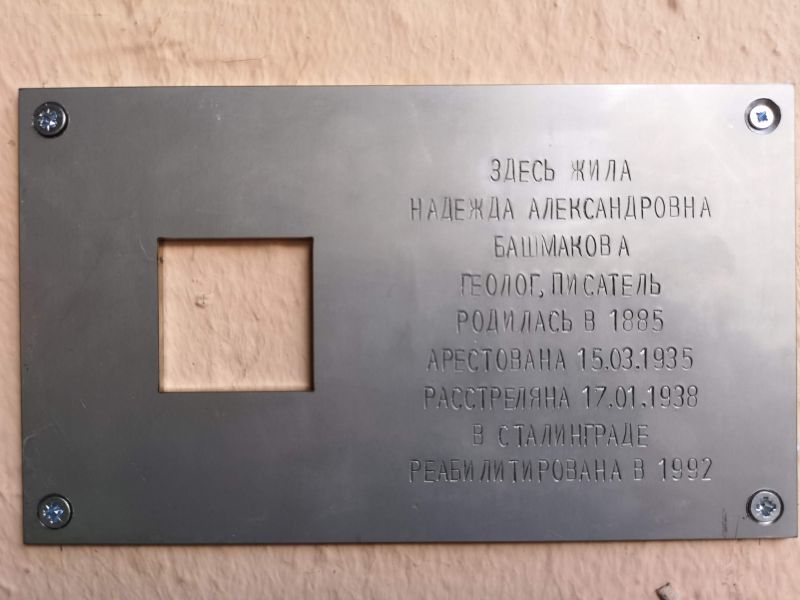 ЗДЕСЬ ЖИЛА
НАДЕЖДА АЛЕКСАНДРОВНА
БАШМАКОВА
ГЕОЛОГ, ПИСАТЕЛЬ
РОДИЛАСЬ В 1885
АРЕСТОВАНА 15.03.1935
РАССТРЕЛЯНА 17.01.1938
В СТАЛИНГРАДЕ
РЕАБИЛИТИРОВАНА В 1992